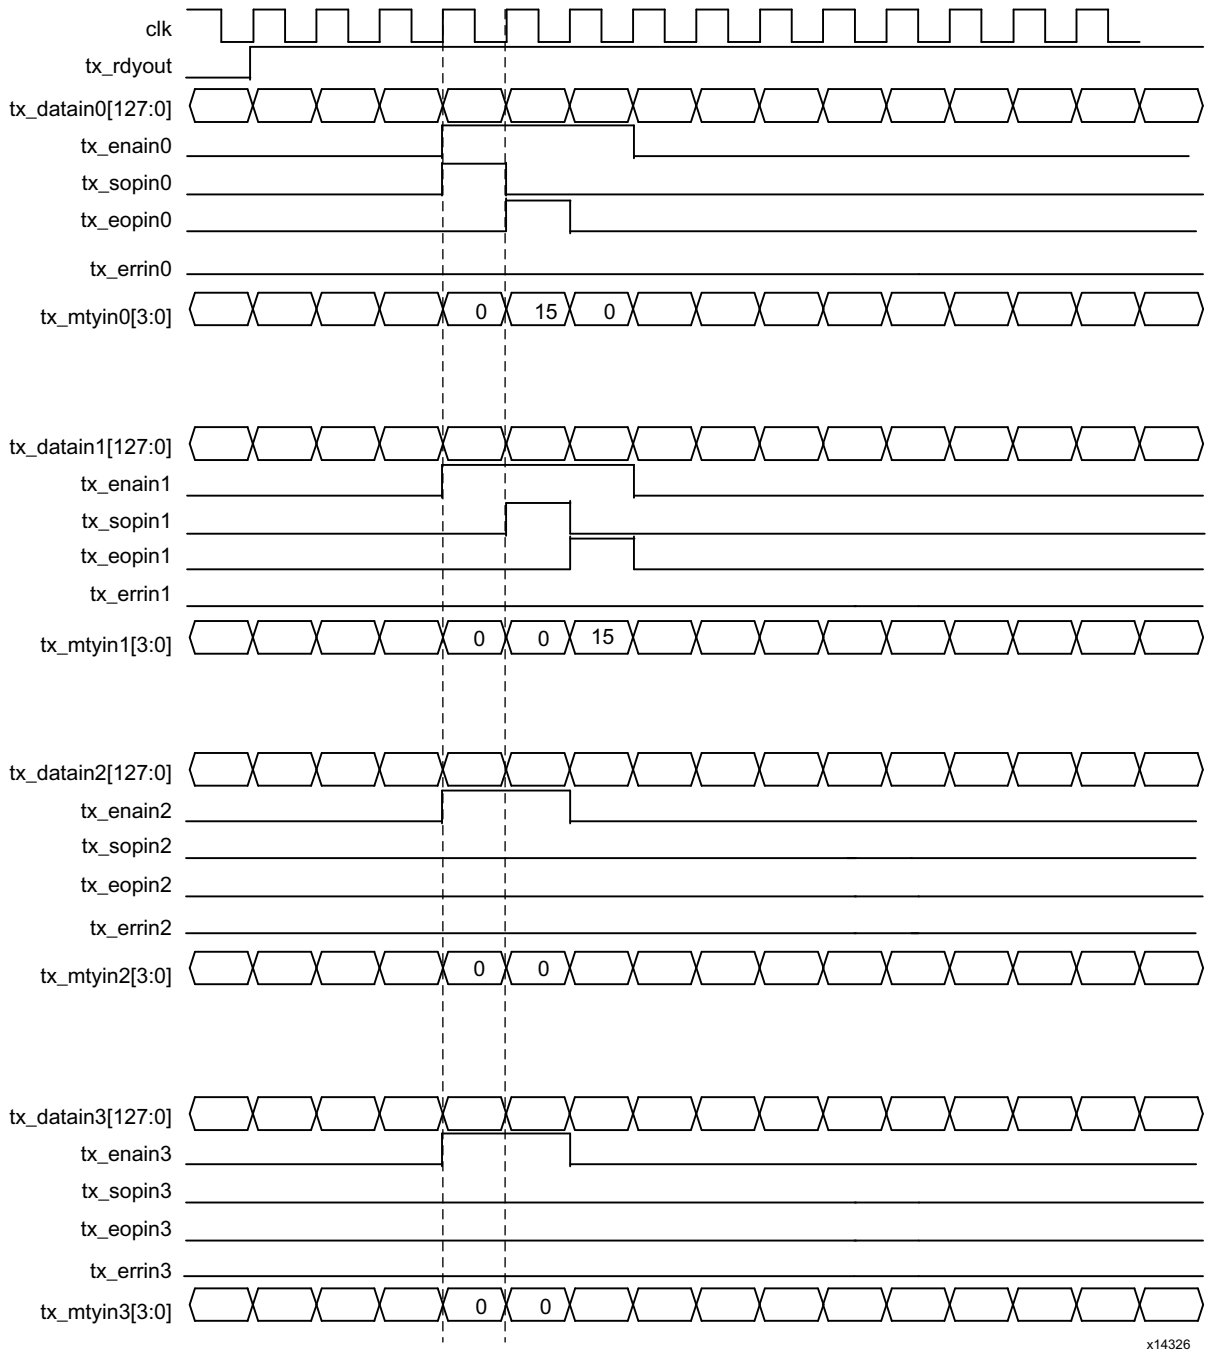 clk
tx_rdyout
tx_datain0[127:0]
tx_enain0
tx_sopin0
tx_eopin0
tx_errin0
tx_mtyin0[3:0] 0 15 0
tx_datain1[127:0]
tx_enain1
tx_sopin1
tx_eopin1
tx_errin1
tx_mtyin1[3:0] 0 0 15
tx_datain2[127:0]
tx_enain2
tx_sopin2
tx_eopin2
tx_errin2
tx_mtyin2[3:0] 0 0
tx_datain3[127:0]
tx_enain3
tx_sopin3
tx_eopin3
tx_errin3
tx_mtyin3[3:0] 0 0
x14326